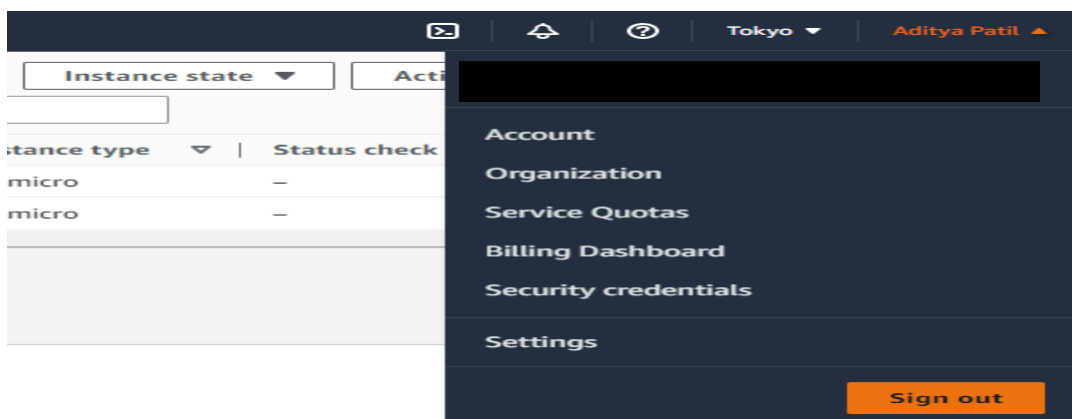 Tokyo Aditya Patil
Instance state Acti
stance type | Status check
micro –
micro –
Account
Organization
Service Quotas
Billing Dashboard
Security credentials
Settings
Sign out